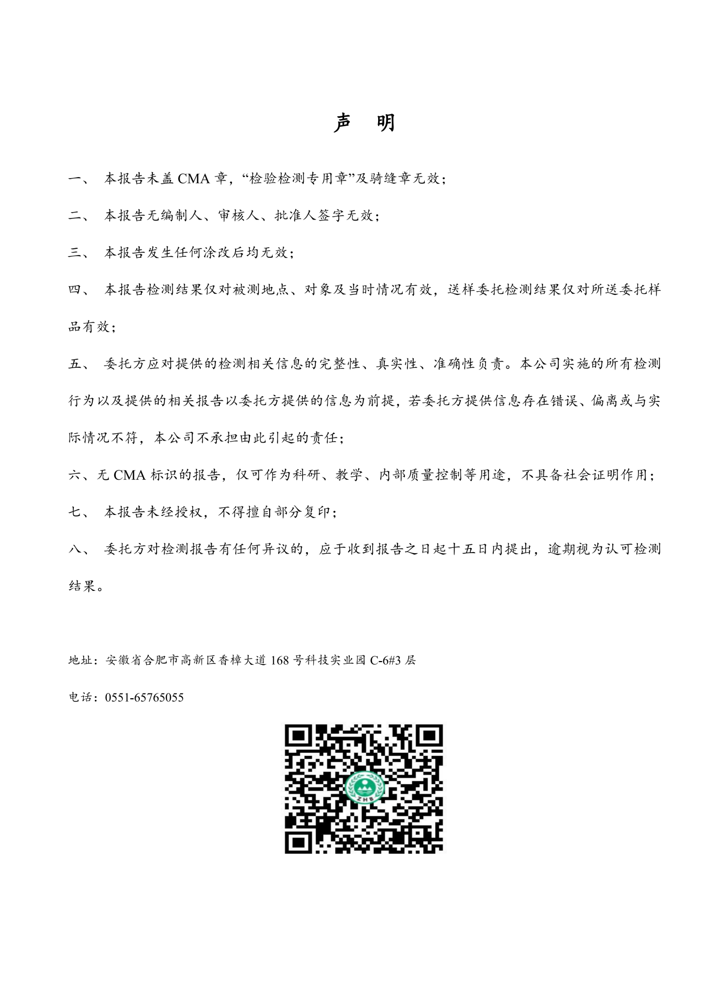 声 明
一、 本报告未盖 CMA 章，“检验检测专用章”及骑缝章无效；
二、 本报告无编制人、审核人、批准人签字无效；
三、 本报告发生任何涂改后均无效；
四、 本报告检测结果仅对被测地点、对象及当时情况有效，送样委托检测结果仅对所送委托样
品有效；
五、 委托方应对提供的检测相关信息的完整性、真实性、准确性负责。本公司实施的所有检测
行为以及提供的相关报告以委托方提供的信息为前提，若委托方提供信息存在错误、偏离或与实
际情况不符，本公司不承担由此引起的责任；
六、无 CMA 标识的报告，仅可作为科研、教学、内部质量控制等用途，不具备社会证明作用；
七、 本报告未经授权，不得擅自部分复印；
八、 委托方对检测报告有任何异议的，应于收到报告之日起十五日内提出，逾期视为认可检测
结果。
地址：安徽省合肥市高新区香樟大道 168 号科技实业园 C-6#3 层
电话：0551-65765055
ZHB